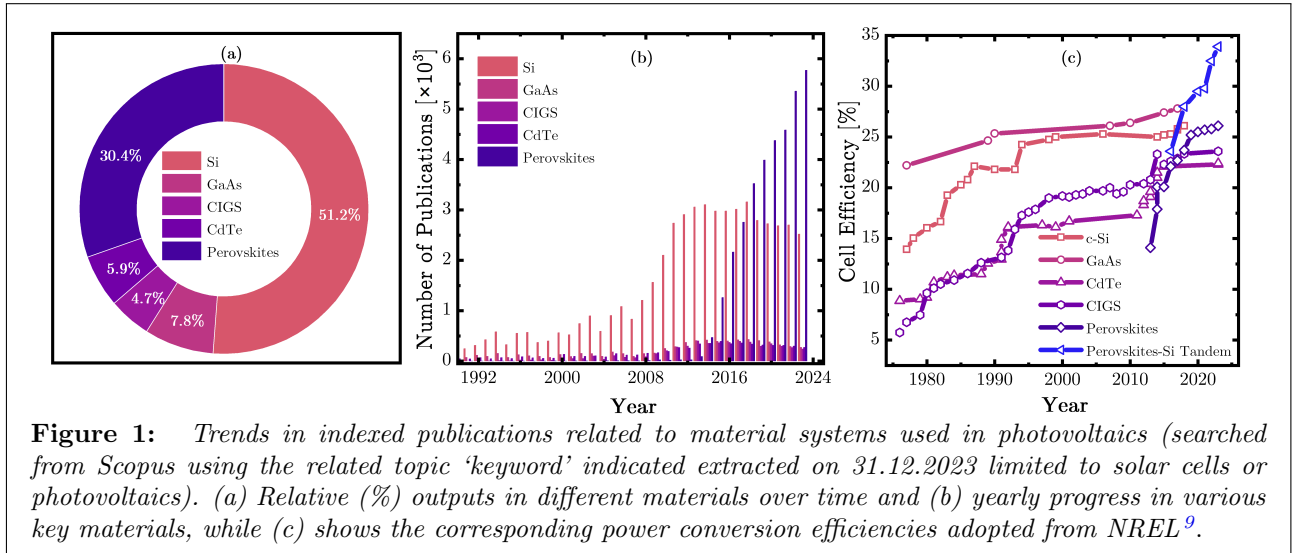 (a)
30.4%
51.2%
5.9%
4.7%
7.8%
Si
GaAs
CIGS
CdTe
Perovskites
(b)
Number of Publications [×10³]
6
5
4
3
2
1
0
Si
GaAs
CIGS
CdTe
Perovskites
1992 2000 2008 2016 2024
Year
(c)
Cell Efficiency [%]
35
30
25
20
15
10
5
c-Si
GaAs
CdTe
CIGS
Perovskites
Perovskites-Si Tandem
1980 1990 2000 2010 2020
Year
Figure 1: Trends in indexed publications related to material systems used in photovoltaics (searched
from Scopus using the related topic ‘keyword’ indicated extracted on 31.12.2023 limited to solar cells or
photovoltaics). (a) Relative (%) outputs in different materials over time and (b) yearly progress in various
key materials, while (c) shows the corresponding power conversion efficiencies adopted from NREL⁹.